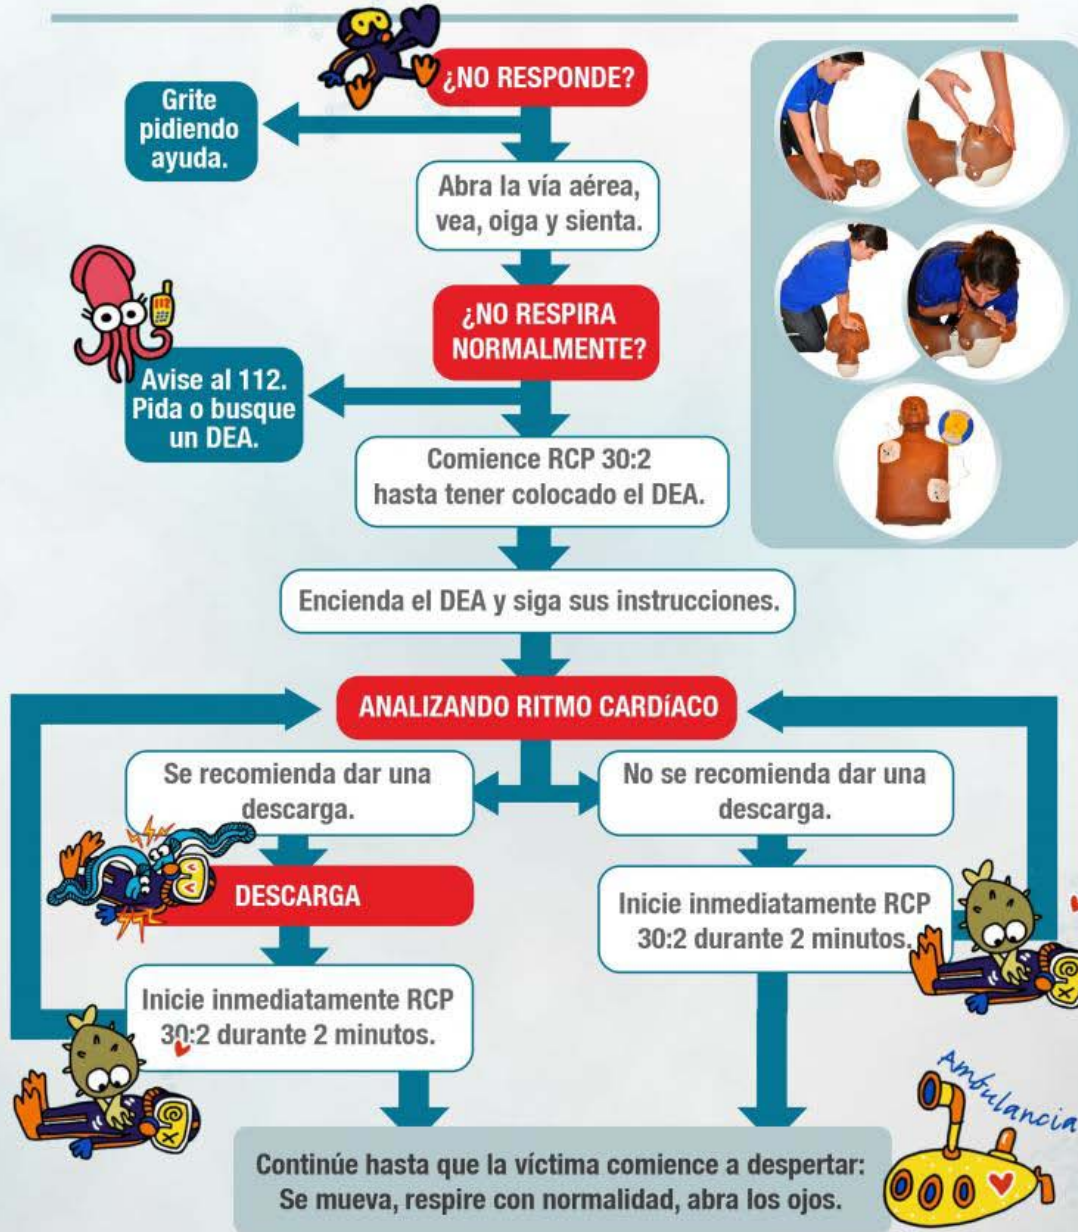 ¿NO RESPONDE?
Grite
pidiendo
ayuda.
Abra la vía aérea,
vea, oiga y sienta.
¿NO RESPIRA
NORMALMENTE?
Avise al 112.
Pida o busque
un DEA.
Comience RCP 30:2
hasta tener colocado el DEA.
Encienda el DEA y siga sus instrucciones.
ANALIZANDO RITMO CARDíACO
Se recomienda dar una
descarga.
No se recomienda dar una
descarga.
DESCARGA
Inicie inmediatamente RCP
30:2 durante 2 minutos.
Inicie inmediatamente RCP
30:2 durante 2 minutos.
Ambulancia
Continúe hasta que la víctima comience a despertar:
Se mueva, respire con normalidad, abra los ojos.